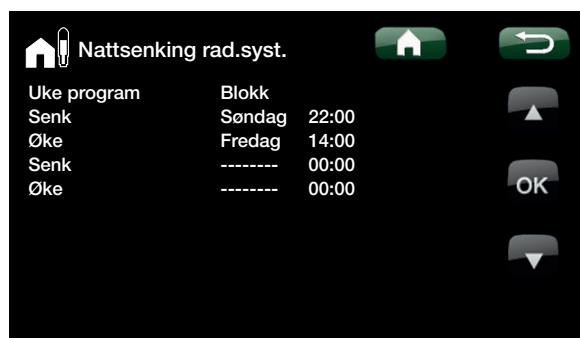 Nattsenking rad.syst.
Uke program Blokk
Senk Søndag 22:00
Øke Fredag 14:00
Senk -------- 00:00
Øke -------- 00:00
OK